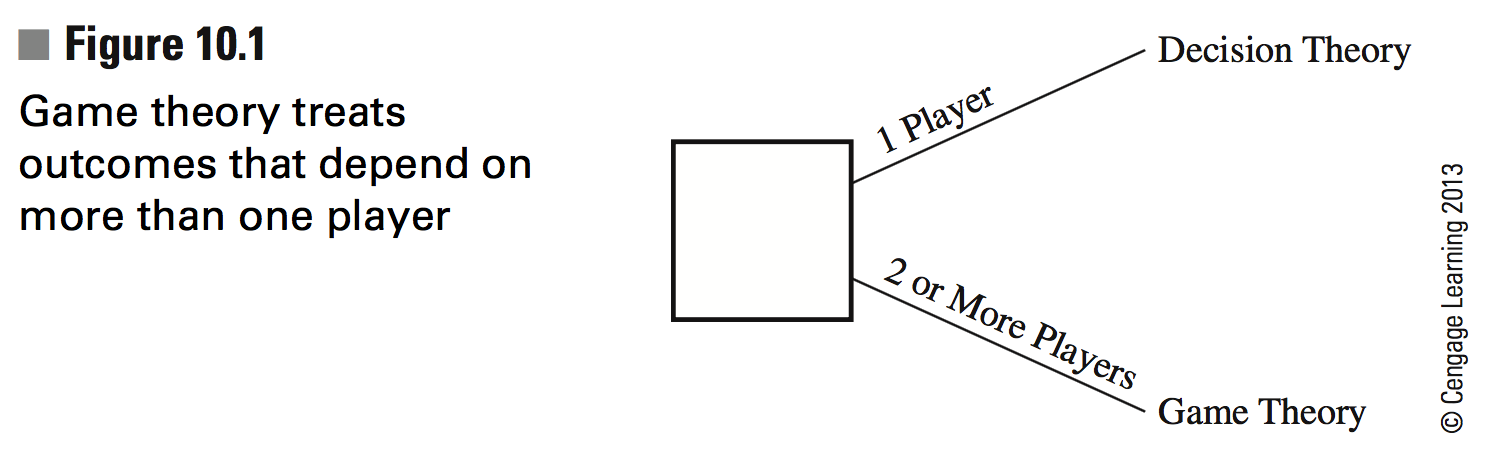 Figure 10.1
Game theory treats
outcomes that depend on
more than one player
1 Player
Decision Theory
2 or More Players
Game Theory
© Cengage Learning 2013